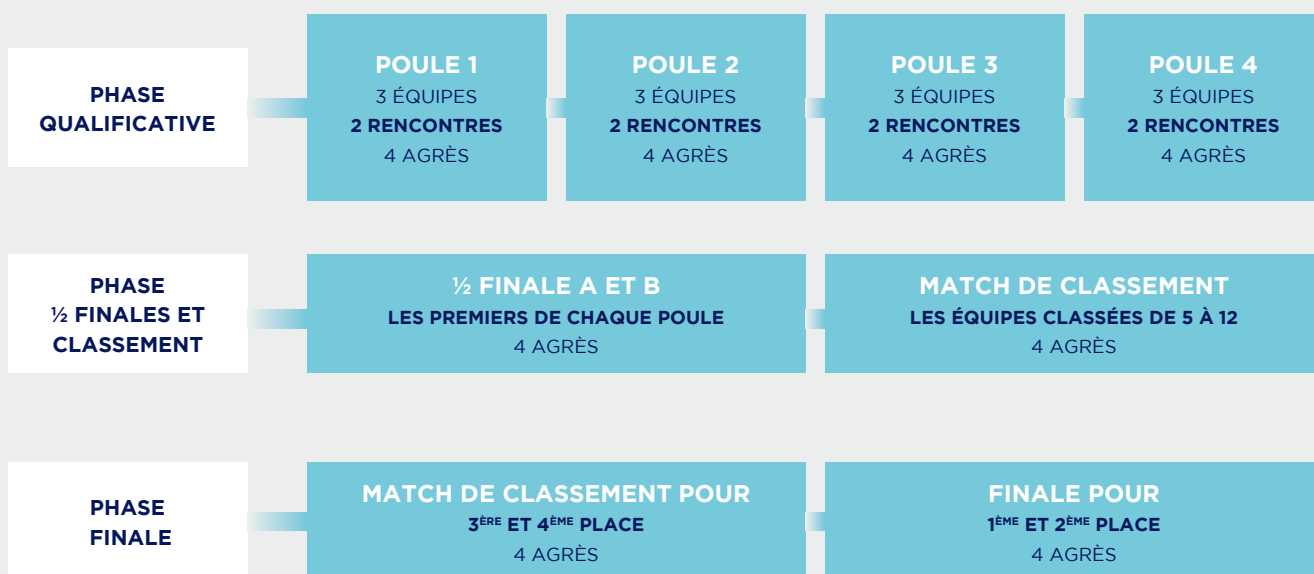 PHASE
QUALIFICATIVE
POULE 1
3 ÉQUIPES
2 RENCONTRES
4 AGRÈS
POULE 2
3 ÉQUIPES
2 RENCONTRES
4 AGRÈS
POULE 3
3 ÉQUIPES
2 RENCONTRES
4 AGRÈS
POULE 4
3 ÉQUIPES
2 RENCONTRES
4 AGRÈS
PHASE
½ FINALES ET
CLASSEMENT
½ FINALE A ET B
LES PREMIERS DE CHAQUE POULE
4 AGRÈS
MATCH DE CLASSEMENT
LES ÉQUIPES CLASSÉES DE 5 À 12
4 AGRÈS
PHASE
FINALE
MATCH DE CLASSEMENT POUR
3ÈRE ET 4ÈME PLACE
4 AGRÈS
FINALE POUR
1ÈME ET 2ÈME PLACE
4 AGRÈS